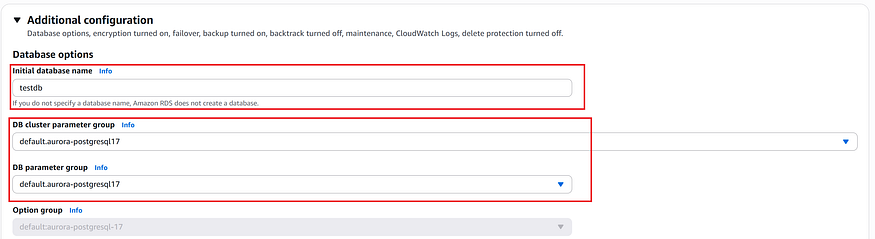 Additional configuration
Database options, encryption turned on, failover, backup turned on, backtrack turned off, maintenance, CloudWatch Logs, delete protection turned off.
Database options
Initial database name Info
testdb
If you do not specify a database name, Amazon RDS does not create a database.
DB cluster parameter group Info
default.aurora-postgresql17
DB parameter group Info
default.aurora-postgresql17
Option group Info
default:aurora-postgresql-17